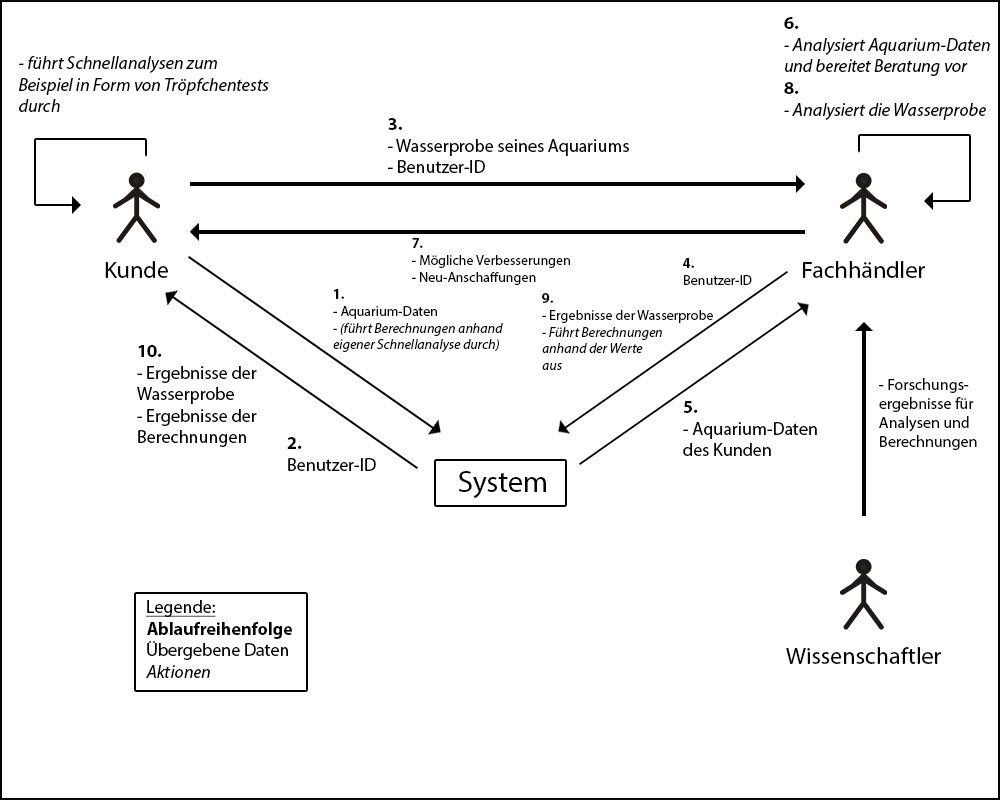 - führt Schnellanalysen zum
Beispiel in Form von Tröpfchentests
durch
6.
- Analysiert Aquarium-Daten
und bereitet Beratung vor
8.
- Analysiert die Wasserprobe
3.
- Wasserprobe seines Aquariums
- Benutzer-ID
Kunde
Fachhändler
7.
- Mögliche Verbesserungen
- Neu-Anschaffungen
4.
Benutzer-ID
1.
- Aquarium-Daten
- (führt Berechnungen anhand
eigener Schnellanalyse durch)
9.
- Ergebnisse der Wasserprobe
- Führt Berechnungen
anhand der Werte
aus
10.
- Ergebnisse der
Wasserprobe
- Ergebnisse der
Berechnungen
2.
Benutzer-ID
5.
- Aquarium-Daten
des Kunden
- Forschungs-
ergebnisse für
Analysen und
Berechnungen
System
Legende:
Ablaufreihenfolge
Übergebene Daten
Aktionen
Wissenschaftler